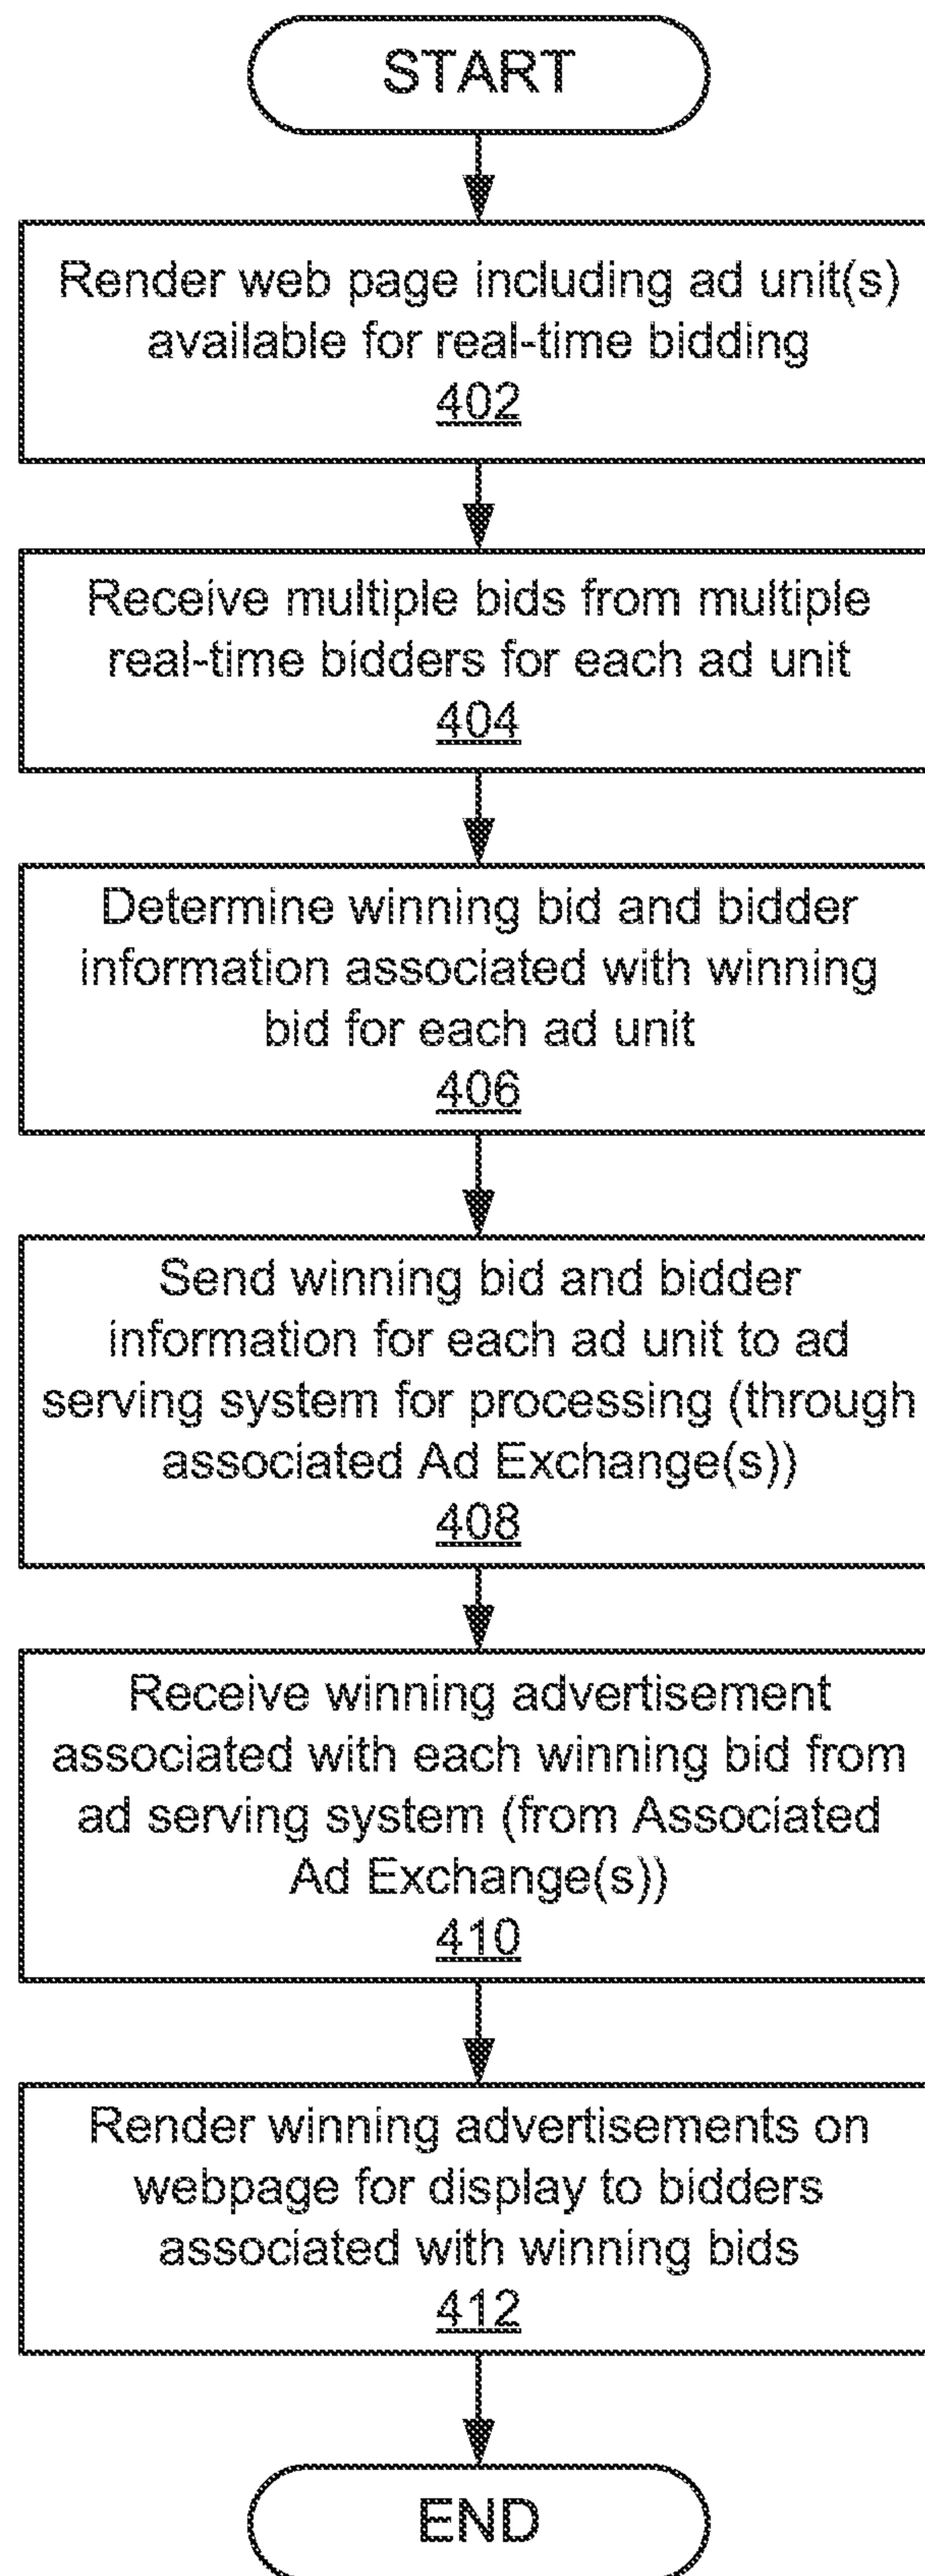 START
Render web page including ad unit(s)
available for real-time bidding
402
Receive multiple bids from multiple
real-time bidders for each ad unit
404
Determine winning bid and bidder
information associated with winning
bid for each ad unit
406
Send winning bid and bidder
information for each ad unit to ad
serving system for processing (through
associated Ad Exchange(s))
408
Receive winning advertisement
associated with each winning bid from
ad serving system (from Associated
Ad Exchange(s))
410
Render winning advertisements on
webpage for display to bidders
associated with winning bids
412
END